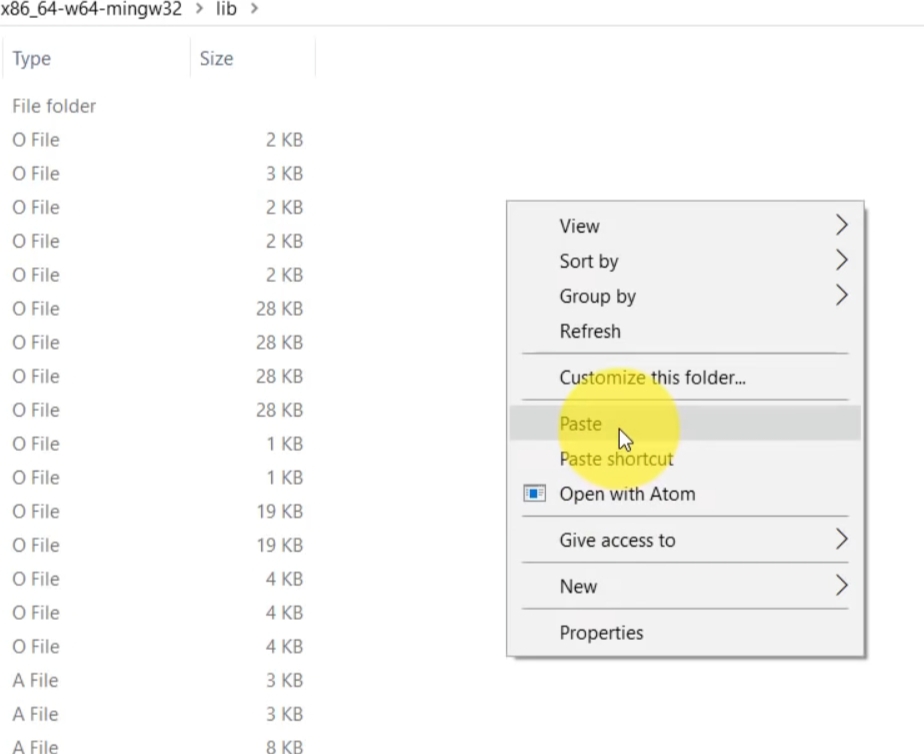 x86_64-w64-mingw32 > lib >
Type Size
File folder
O File 2 KB
O File 3 KB
O File 2 KB
O File 2 KB
O File 2 KB
O File 28 KB
O File 28 KB
O File 28 KB
O File 28 KB
O File 1 KB
O File 1 KB
O File 19 KB
O File 19 KB
O File 4 KB
O File 4 KB
O File 4 KB
A File 3 KB
A File 3 KB
A File 8 KB
View
Sort by
Group by
Refresh
Customize this folder...
Paste
Paste shortcut
Open with Atom
Give access to
New
Properties